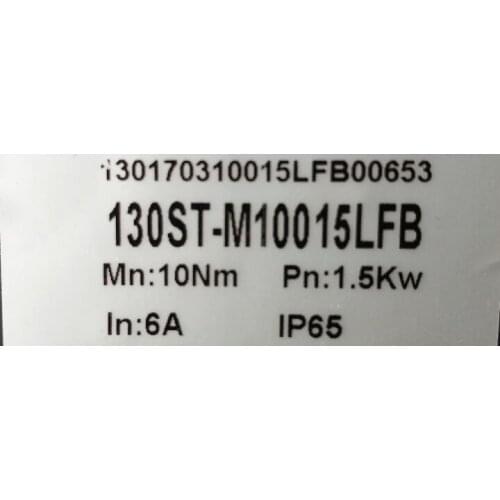 130170310015LFB00653
130ST-M10015LFB
Mn:10Nm Pn:1.5Kw
In:6A IP65